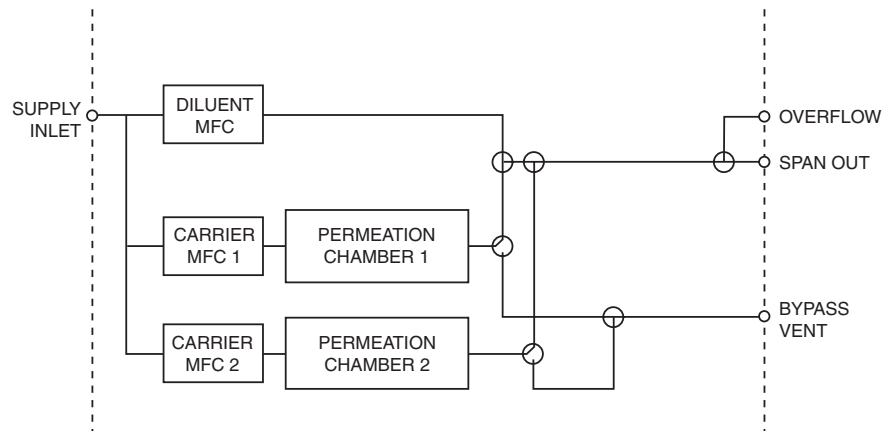 SUPPLY
INLET
DILUENT
MFC
OVERFLOW
SPAN OUT
CARRIER
MFC 1
PERMEATION
CHAMBER 1
BYPASS
VENT
CARRIER
MFC 2
PERMEATION
CHAMBER 2